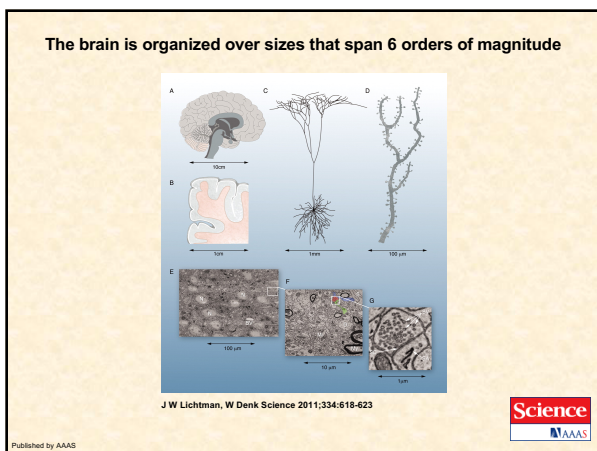 The brain is organized over sizes that span 6 orders of magnitude
A
C
D
10cm
B
1cm
1mm
100 µm
E
F
G
100 µm
10 µm
1µm
J W Lichtman, W Denk Science 2011;334:618-623
Science
AAAS
Published by AAAS